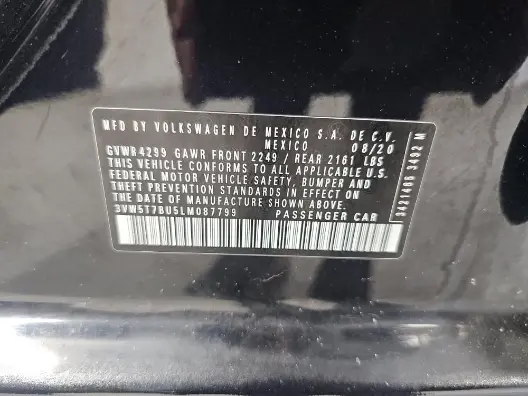 MFD BY VOLKSWAGEN DE MEXICO S.A. DE C.V.
MEXICO 08/20
GVWR 4299 GAWR FRONT 2249 / REAR 2161 LBS
THIS VEHICLE CONFORMS TO ALL APPLICABLE U.S.
FEDERAL MOTOR VEHICLE SAFETY, BUMPER AND
THEFT PREVENTION STANDARDS IN EFFECT ON
THE DATE OF MANUFACTURE SHOWN ABOVE.
3VW5T7BU5LM087799 PASSENGER CAR